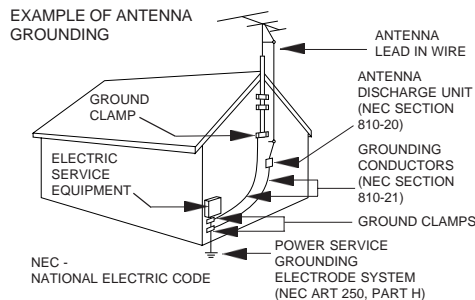 EXAMPLE OF ANTENNA
GROUNDING
ANTENNA
LEAD IN WIRE
ANTENNA
DISCHARGE UNIT
(NEC SECTION
810-20)
GROUND
CLAMP
GROUNDING
CONDUCTORS
(NEC SECTION
810-21)
ELECTRIC
SERVICE
EQUIPMENT
GROUND CLAMPS
POWER SERVICE
GROUNDING
ELECTRODE SYSTEM
(NEC ART 250, PART H)
NEC -
NATIONAL ELECTRIC CODE